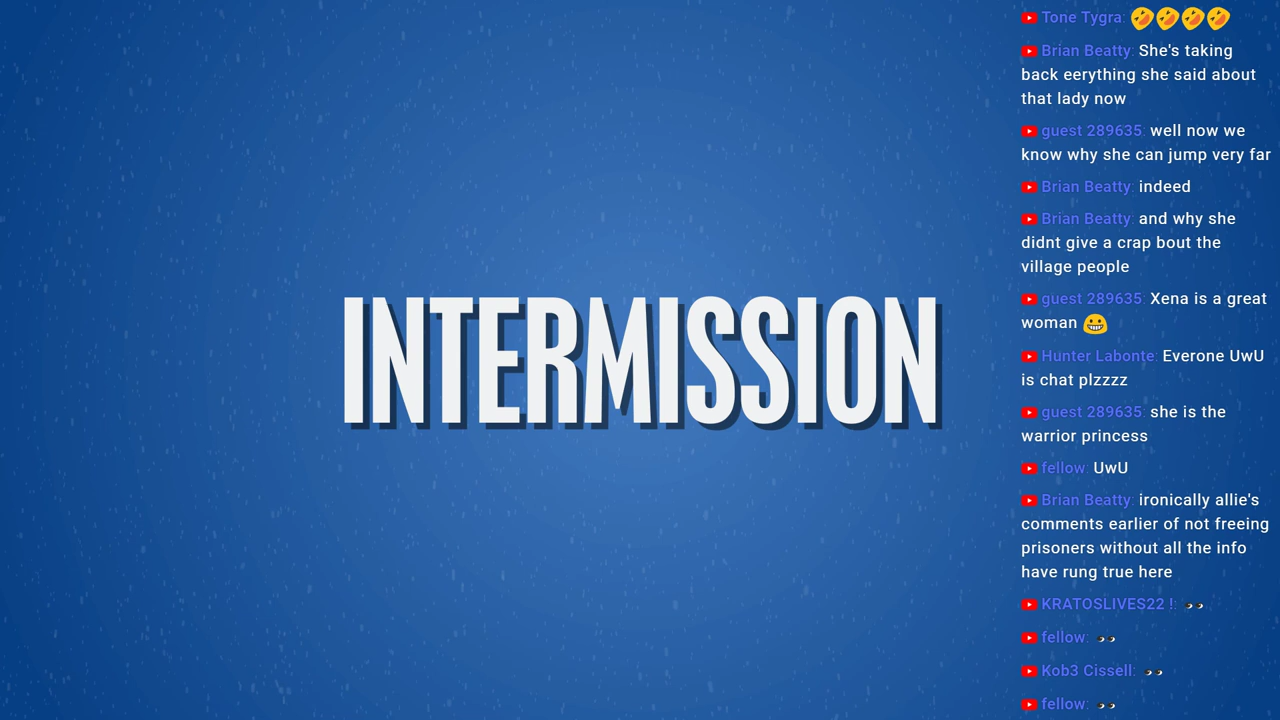 Tone Tygra: 🤣🤣🤣🤣
Brian Beatty: She's taking
back eerything she said about
that lady now
guest 289635: well now we
know why she can jump very far
Brian Beatty: indeed
Brian Beatty: and why she
didnt give a crap bout the
village people
guest 289635: Xena is a great
woman 😁
Hunter Labonte: Everone UwU
is chat plzzzz
guest 289635: she is the
warrior princess
fellow: UwU
Brian Beatty: ironically allie's
comments earlier of not freeing
prisoners without all the info
have rung true here
KRATOSLIVES22 !: 👀
fellow: 👀
Kob3 Cissell: 👀
fellow: 👀
INTERMISSION